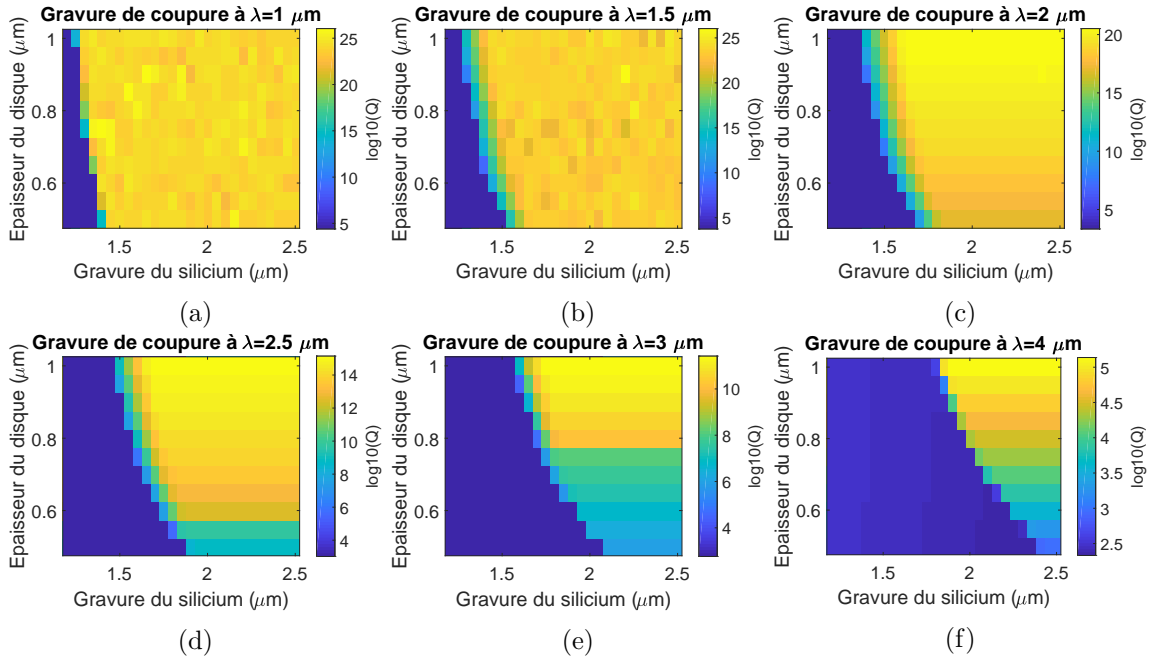 Gravure de coupure à λ=1 μm
Epaisseur du disque (μm)
1
0.8
0.6
1.5
2
2.5
Gravure du silicium (μm)
25
20
15
10
5
log10(Q)
(a)
Gravure de coupure à λ=1.5 μm
Epaisseur du disque (μm)
1
0.8
0.6
1.5
2
2.5
Gravure du silicium (μm)
25
20
15
10
5
log10(Q)
(b)
Gravure de coupure à λ=2 μm
Epaisseur du disque (μm)
1
0.8
0.6
1.5
2
2.5
Gravure du silicium (μm)
20
15
10
5
log10(Q)
(c)
Gravure de coupure à λ=2.5 μm
Epaisseur du disque (μm)
1
0.8
0.6
1.5
2
2.5
Gravure du silicium (μm)
14
12
10
8
6
4
log10(Q)
(d)
Gravure de coupure à λ=3 μm
Epaisseur du disque (μm)
1
0.8
0.6
1.5
2
2.5
Gravure du silicium (μm)
10
8
6
4
log10(Q)
(e)
Gravure de coupure à λ=4 μm
Epaisseur du disque (μm)
1
0.8
0.6
1.5
2
2.5
Gravure du silicium (μm)
5
4.5
4
3.5
3
2.5
log10(Q)
(f)